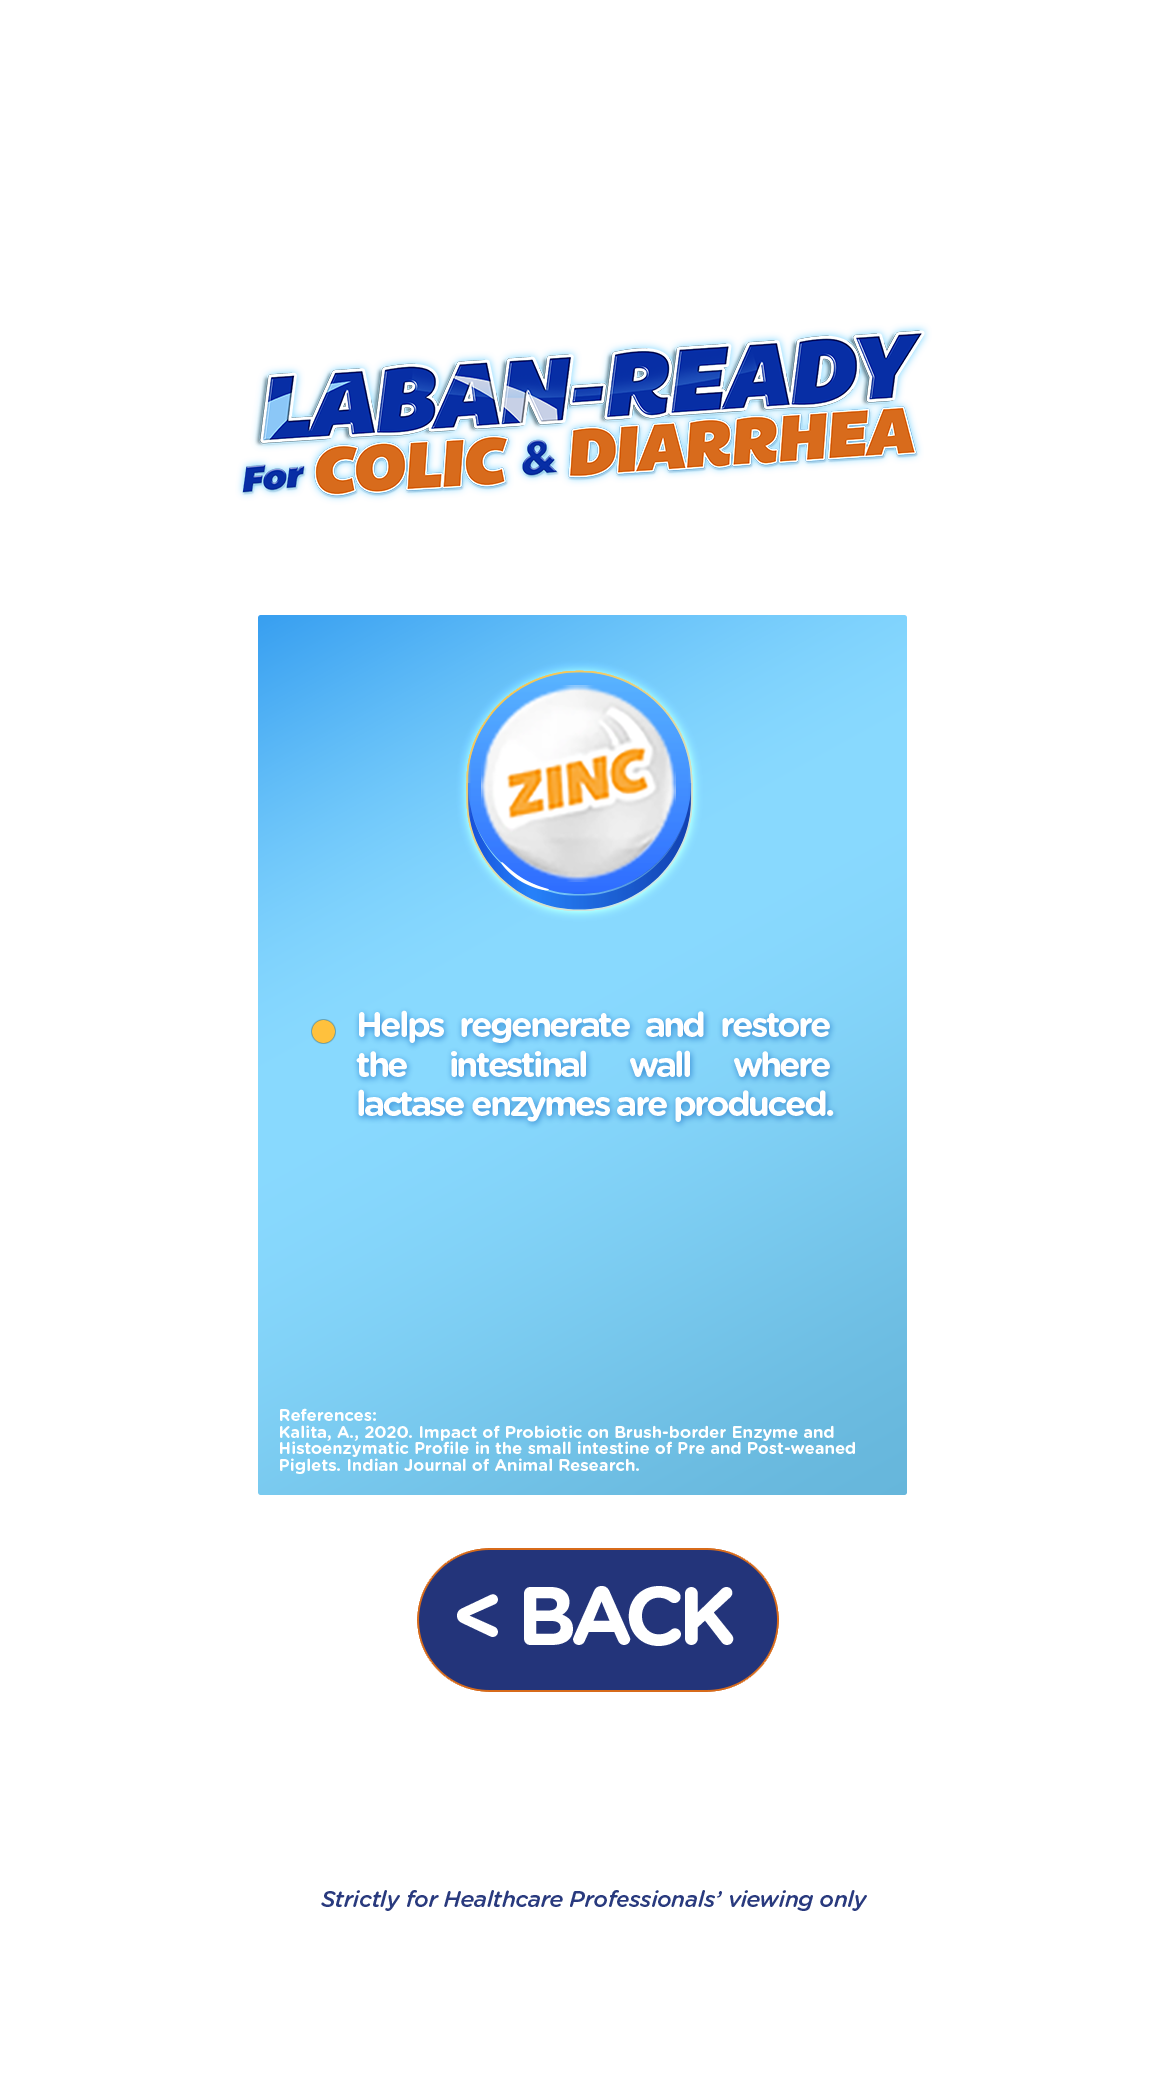 LABAN-READY
For COLIC & DIARRHEA
ZINC
Helps regenerate and restore
the intestinal wall where
lactase enzymes are produced.
References:
Kalita, A., 2020. Impact of Probiotic on Brush-border Enzyme and
Histoenzymatic Profile in the small intestine of Pre and Post-weaned
Piglets. Indian Journal of Animal Research.
< BACK
Strictly for Healthcare Professionals’ viewing only